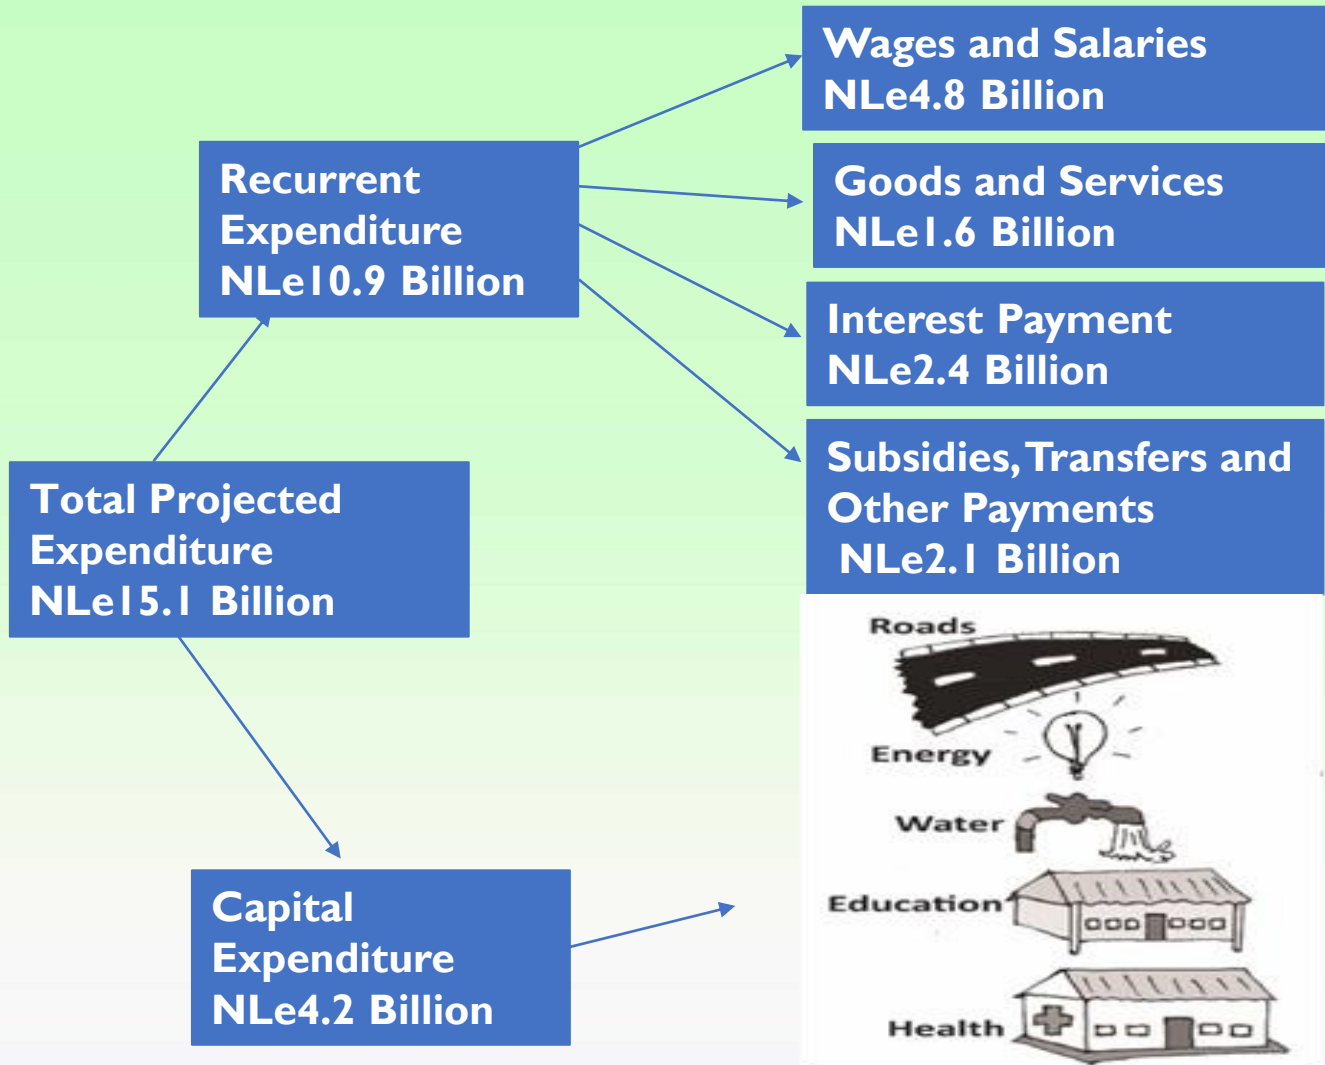 Wages and Salaries
NLe4.8 Billion
Recurrent
Expenditure
NLe10.9 Billion
Goods and Services
NLe1.6 Billion
Interest Payment
NLe2.4 Billion
Subsidies, Transfers and
Other Payments
NLe2.1 Billion
Total Projected
Expenditure
NLe15.1 Billion
Roads
Energy
Water
Education
Health
Capital
Expenditure
NLe4.2 Billion